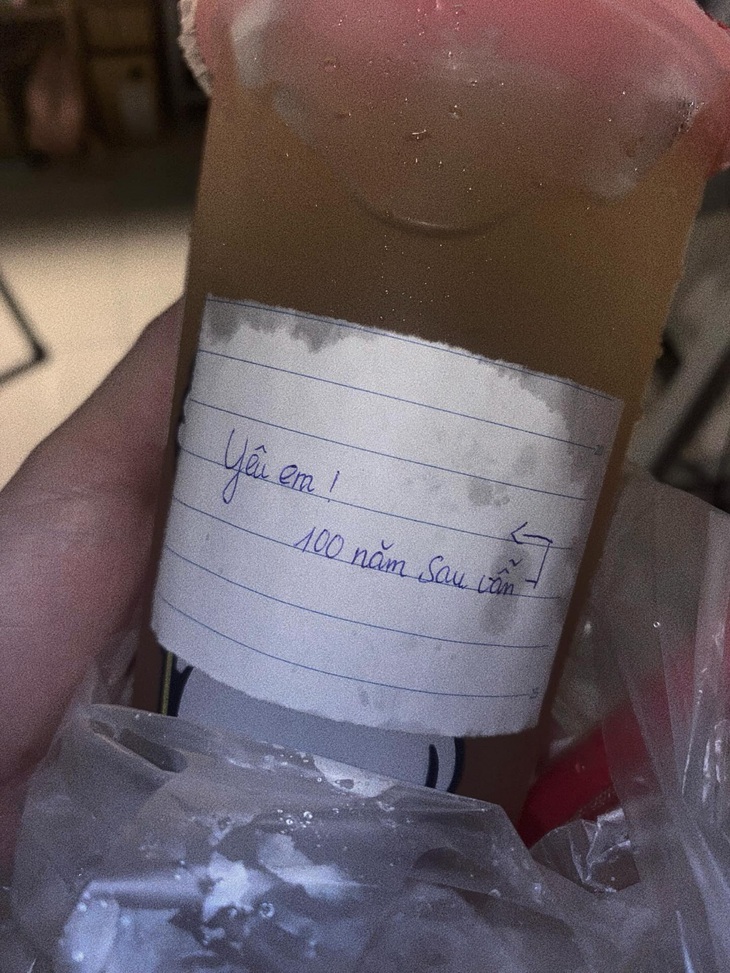 Yêu em !
100 năm sau vẫn